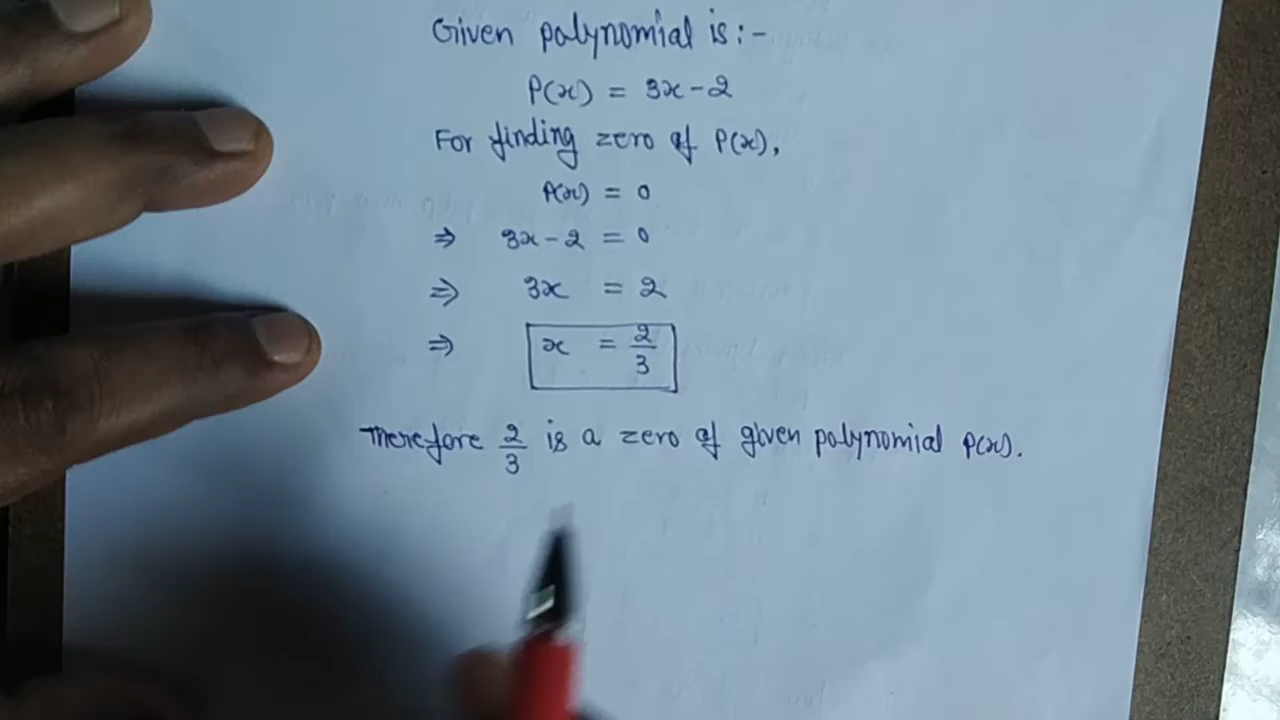 Given polynomial is :-
P(x) = 3x - 2
For finding zero of P(x),
P(x) = 0
⇒ 3x - 2 = 0
⇒ 3x = 2
⇒ x = 2/3
Therefore 2/3 is a zero of given polynomial P(x).